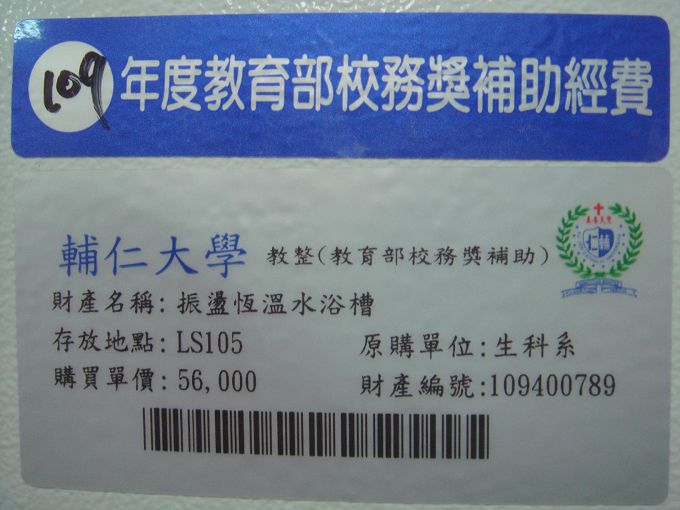 109年度教育部校務獎補助經費
輔仁大學 教整(教育部校務獎補助)
財產名稱: 振盪恆溫水浴槽
存放地點: LS105 原購單位: 生科系
購買單價: 56,000 財產編號:109400789